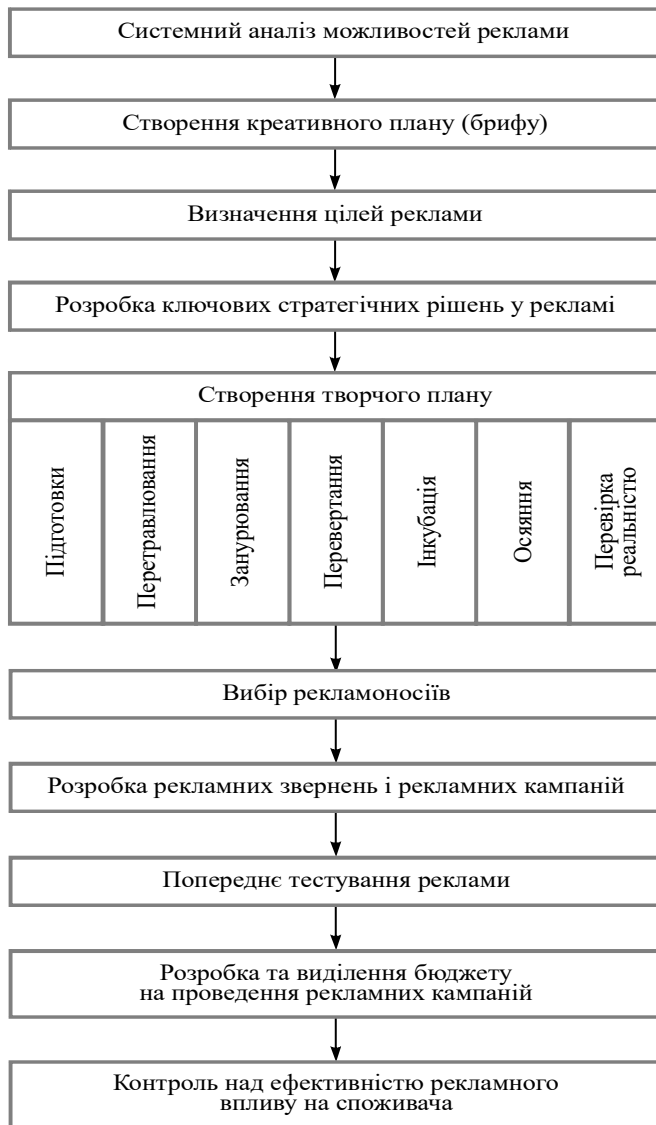 Системний аналіз можливостей реклами
Створення креативного плану (брифу)
Визначення цілей реклами
Розробка ключових стратегічних рішень у рекламі
Створення творчого плану
Підготовки
Перетравлювання
Занурювання
Перевертання
Інкубація
Осяяння
Перевірка
реальністю
Вибір рекламоносіїв
Розробка рекламних звернень і рекламних кампаній
Попереднє тестування реклами
Розробка та виділення бюджету
на проведення рекламних кампаній
Контроль над ефективністю рекламного
впливу на споживача